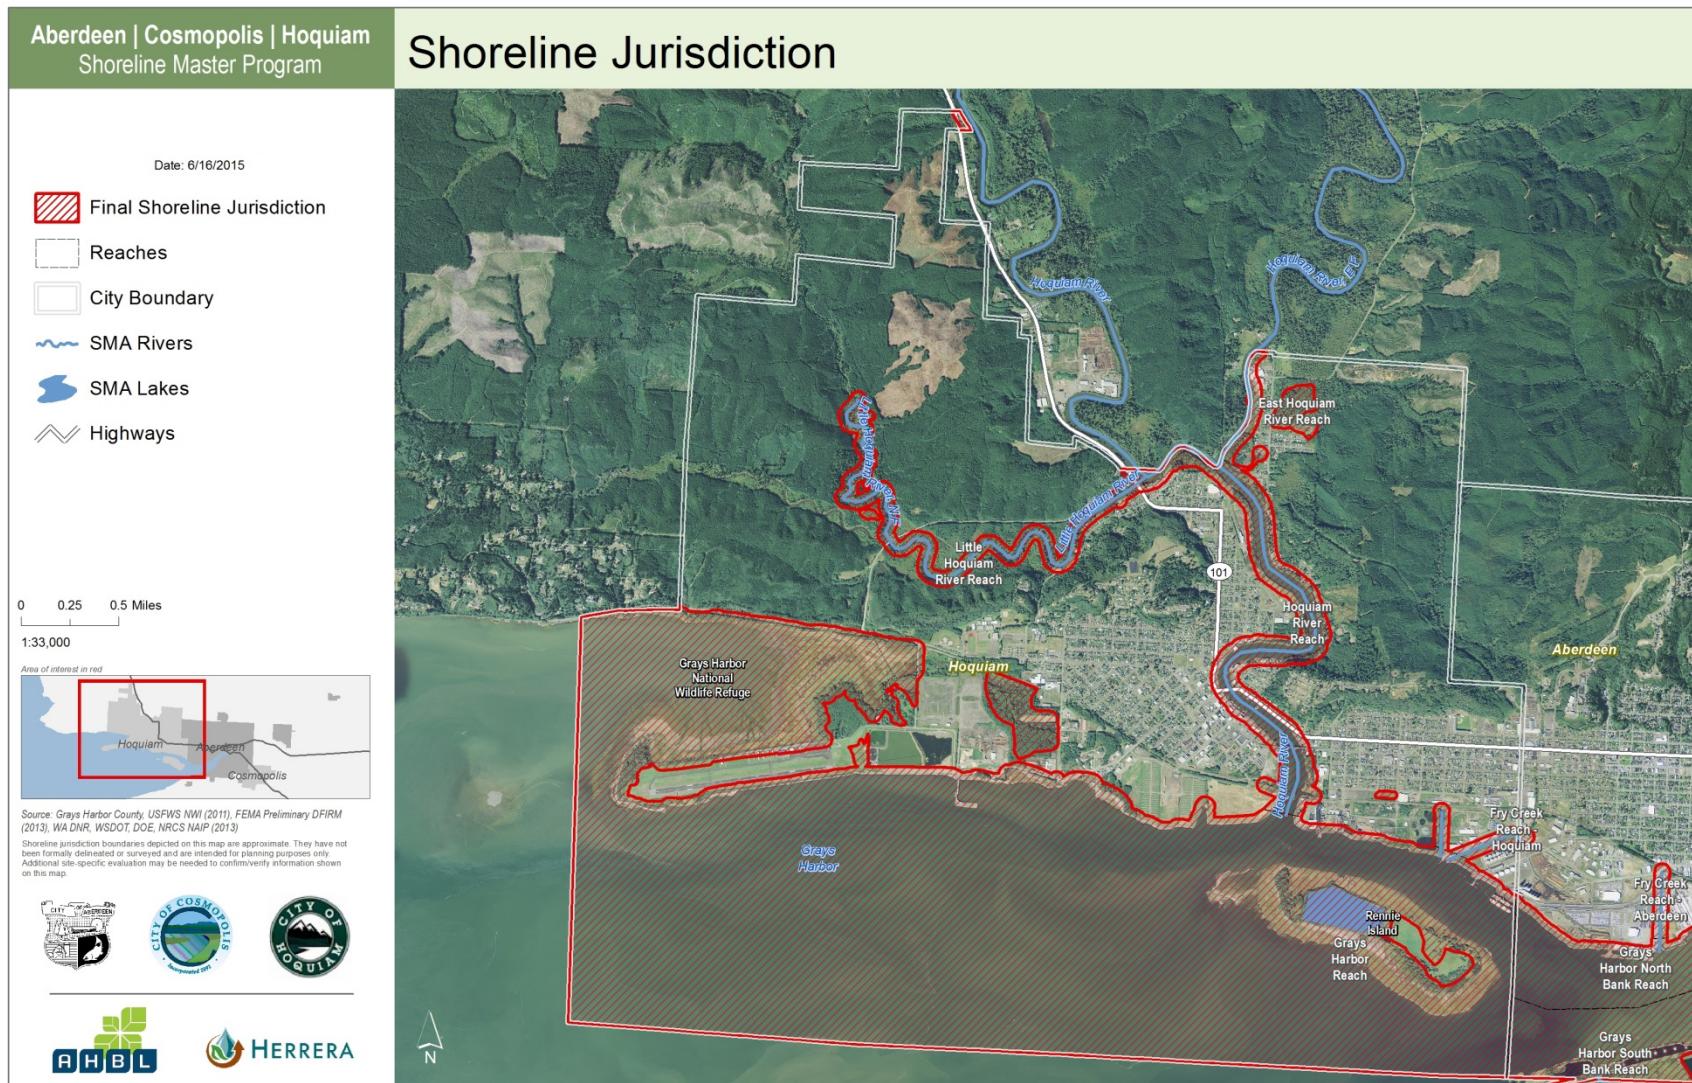 Aberdeen | Cosmopolis | Hoquiam
Shoreline Master Program
Shoreline Jurisdiction
Date: 6/16/2015
Final Shoreline Jurisdiction
Reaches
City Boundary
SMA Rivers
SMA Lakes
Highways
0 0.25 0.5 Miles
1:33,000
Area of interest in red
Hoquiam
Aberdeen
Cosmopolis
Source: Grays Harbor County, USFWS NWI (2011), FEMA Preliminary DFIRM
(2013), WA DNR, WSDOT, DOE, NRCS NAIP (2013)
Shoreline jurisdiction boundaries depicted on this map are approximate. They have not
been formally delineated or surveyed and are intended for planning purposes only.
Additional site-specific evaluation may be needed to confirm/verify information shown
on this map.
CITY OF ABERDEEN
CITY OF COSMOPOLIS
Incorporated 1891
CITY OF
HOQUIAM
AHBL
HERRERA
N
Hoquiam River
Hoquiam River, E F
East Hoquiam
River Reach
Little Hoquiam River, N F
Little Hoquiam River
Little
Hoquiam
River Reach
101
Hoquiam
River
Reach
Aberdeen
Hoquiam
Grays Harbor
National
Wildlife Refuge
Hoquiam River
Grays
Harbor
Fry Creek
Reach -
Hoquiam
Fry Creek
Reach -
Aberdeen
Rennie
Island
Grays
Harbor
Reach
Grays
Harbor North
Bank Reach
Grays
Harbor South
Bank Reach